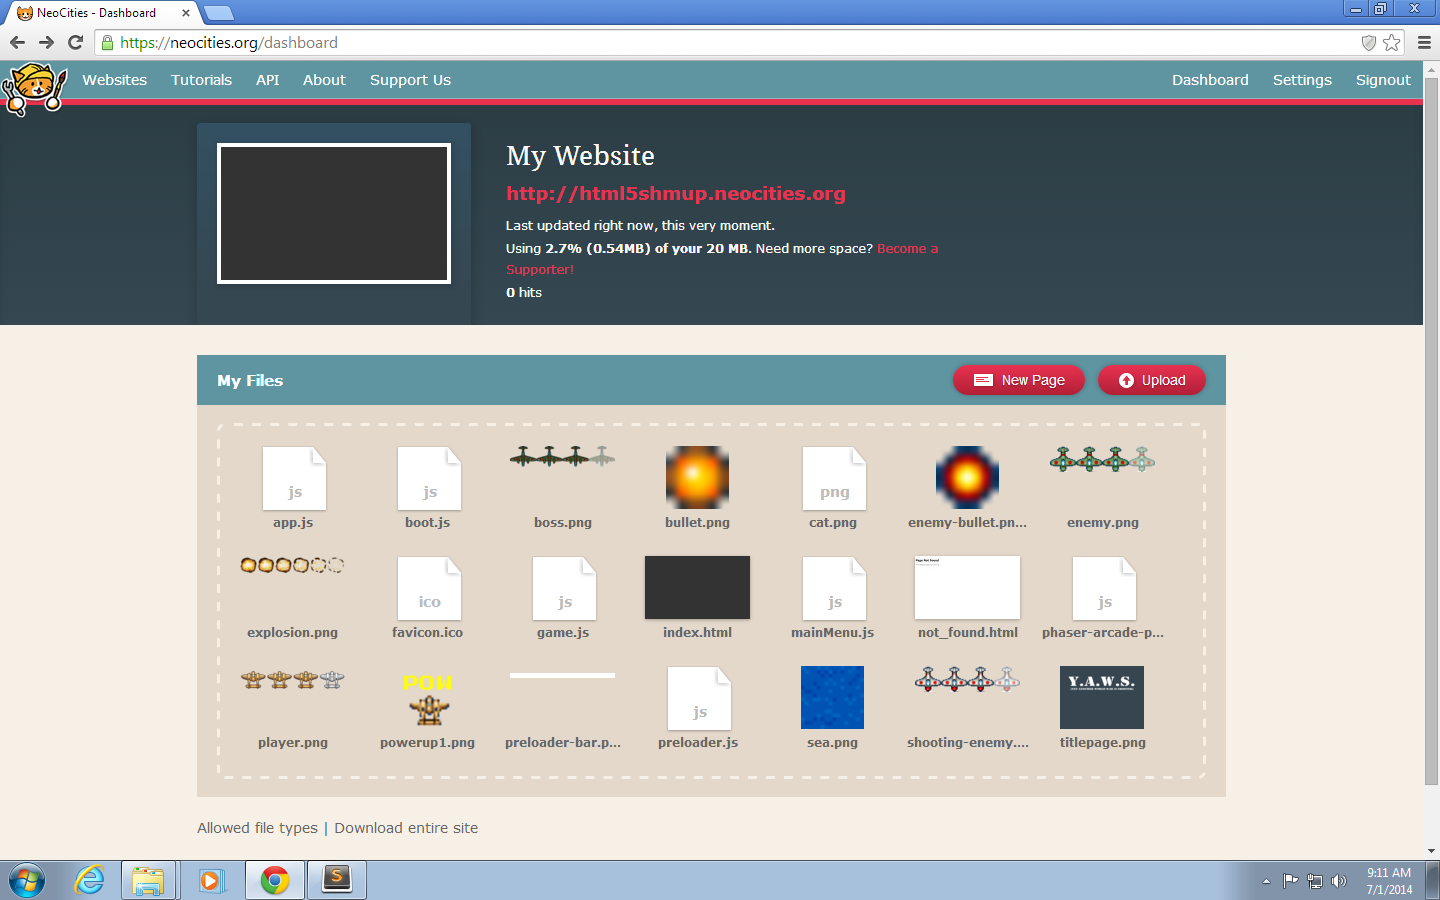 NeoCities - Dashboard
https://neocities.org/dashboard
Websites Tutorials API About Support Us Dashboard Settings Signout
My Website
http://html5shmup.neocities.org
Last updated right now, this very moment.
Using 2.7% (0.54MB) of your 20 MB. Need more space? Become a
Supporter!
0 hits
My Files New Page Upload
js js png
app.js boot.js boss.png bullet.png cat.png enemy-bullet.pn... enemy.png
ico js js Page Not Found js
explosion.png favicon.ico game.js index.html mainMenu.js not_found.html phaser-arcade-p...
POW js Y.A.W.S.
player.png powerup1.png preloader-bar.p... preloader.js sea.png shooting-enemy.... titlepage.png
Allowed file types | Download entire site
S
9:11 AM
7/1/2014